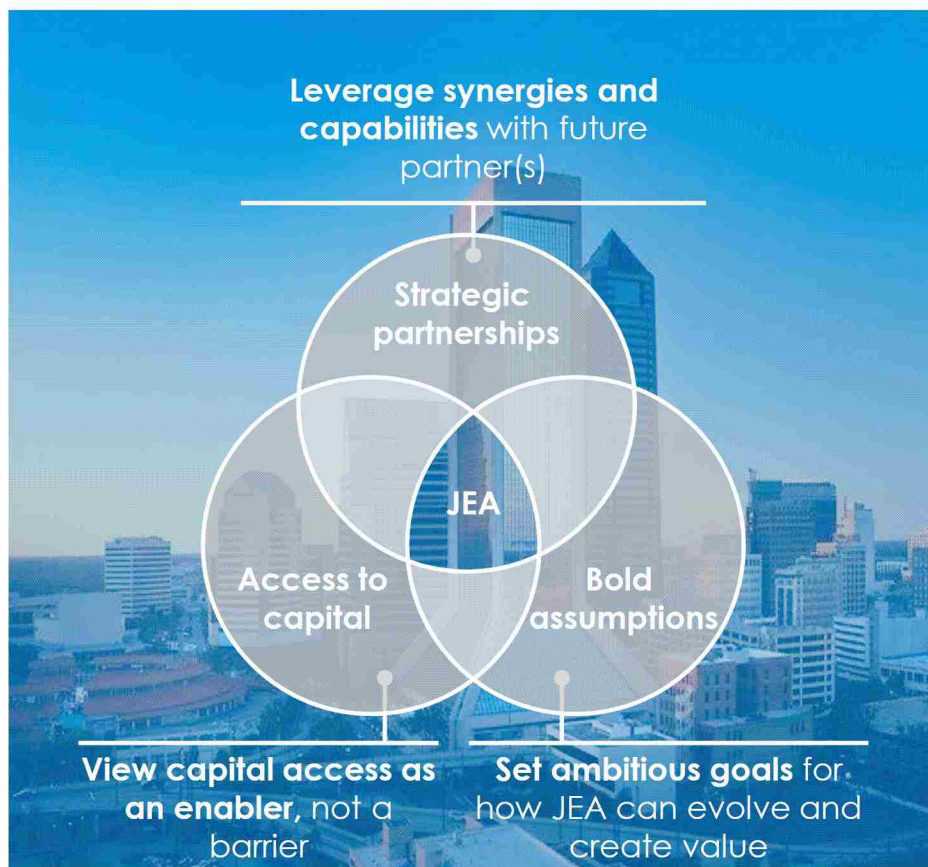 Leverage synergies and
capabilities with future
partner(s)
Strategic
partnerships
JEA
Access to
capital
Bold
assumptions
View capital access as
an enabler, not a
barrier
Set ambitious goals for
how JEA can evolve and
create value